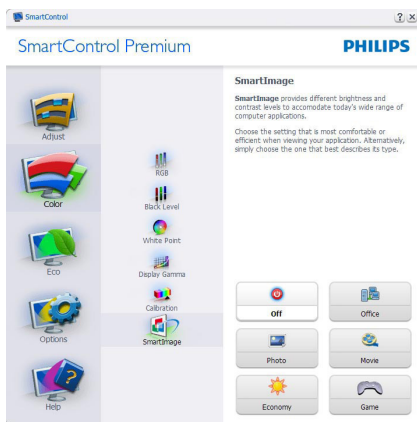 SmartControl
SmartControl Premium
PHILIPS
Adjust
Color
Eco
Options
Help
RGB
Black Level
White Point
Display Gamma
Calibration
SmartImage
SmartImage
SmartImage provides different brightness and
contrast levels to accomodate today's wide range of
computer applications.
Choose the setting that is most comfortable or
efficient when viewing your application. Alternatively,
simply choose the one that best describes its type.
Off
Office
Photo
Movie
Economy
Game